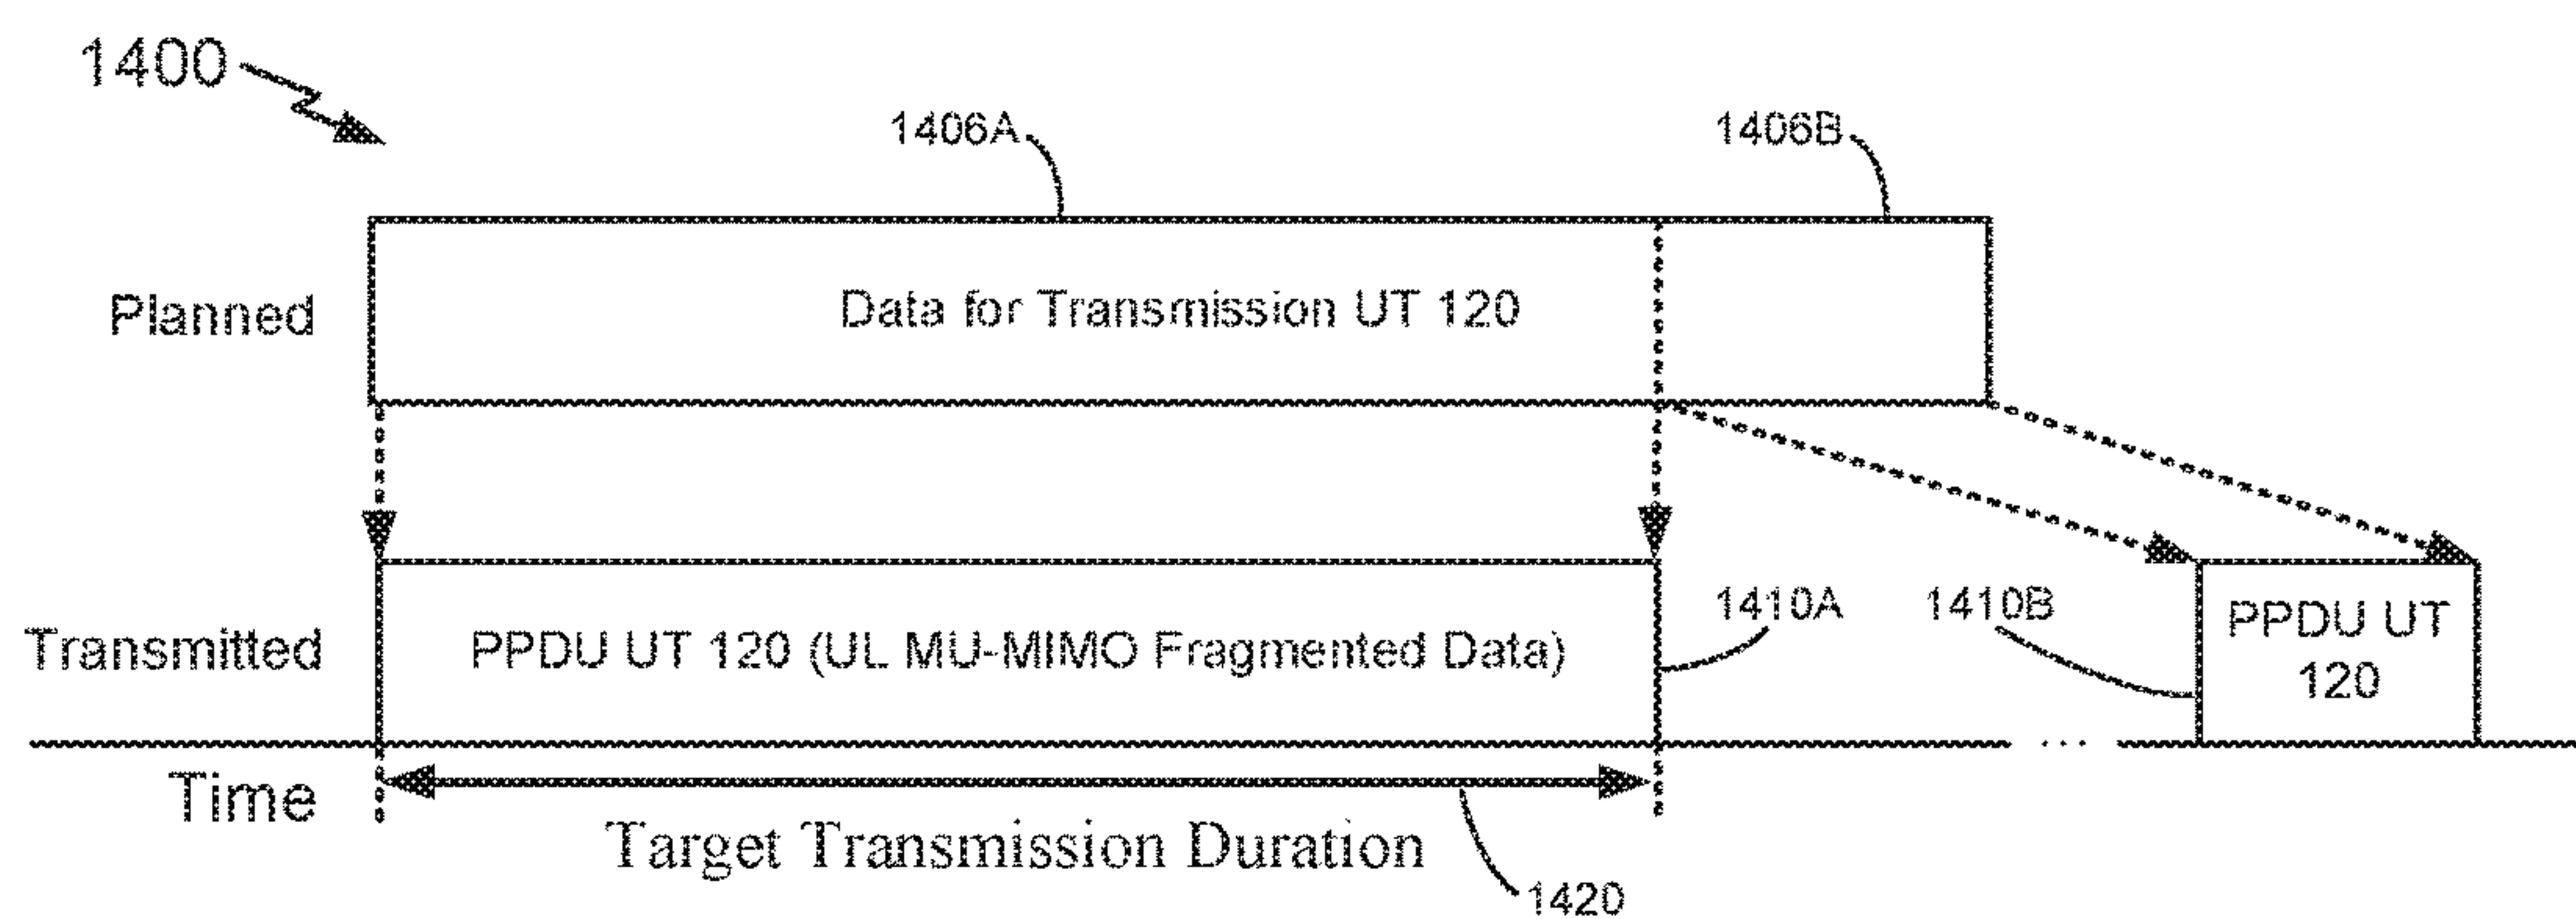 1400
1406A
1406B
Planned
Data for Transmission UT 120
Transmitted
PPDU UT 120 (UL MU-MIMO Fragmented Data)
1410A
1410B
PPDU UT
120
...
Time
Target Transmission Duration
1420